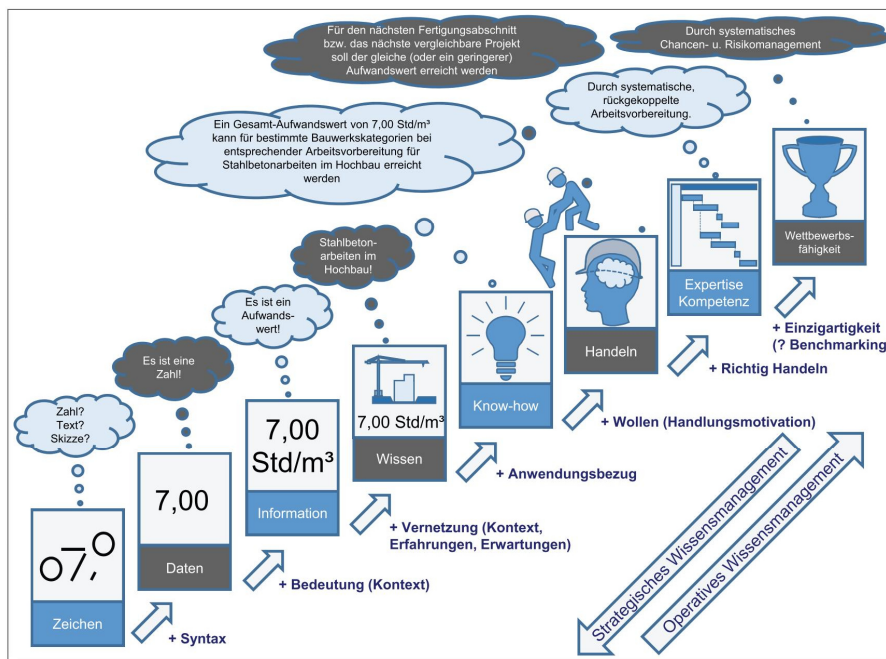 Für den nächsten Fertigungsabschnitt
bzw. das nächste vergleichbare Projekt
soll der gleiche (oder ein geringerer)
Aufwandswert erreicht werden
Durch systematisches
Chancen- u. Risikomanagement
Durch systematische,
rückgekoppelte
Arbeitsvorbereitung.
Ein Gesamt-Aufwandswert von 7,00 Std/m³
kann für bestimmte Bauwerkskategorien bei
entsprechender Arbeitsvorbereitung für
Stahlbetonarbeiten im Hochbau erreicht
werden
Stahlbeton-
arbeiten im
Hochbau!
Es ist ein
Aufwands-
wert!
Es ist eine
Zahl!
Zahl?
Text?
Skizze?
Zeichen
+ Syntax
7,00
Daten
+ Bedeutung (Kontext)
7,00
Std/m³
Information
+ Vernetzung (Kontext,
Erfahrungen, Erwartungen)
7,00 Std/m³
Wissen
+ Anwendungsbezug
Know-how
+ Wollen (Handlungsmotivation)
Handeln
+ Richtig Handeln
Expertise
Kompetenz
+ Einzigartigkeit
(? Benchmarking
Wettbewerbs-
fähigkeit
Strategisches Wissensmanagement
Operatives Wissensmanagement